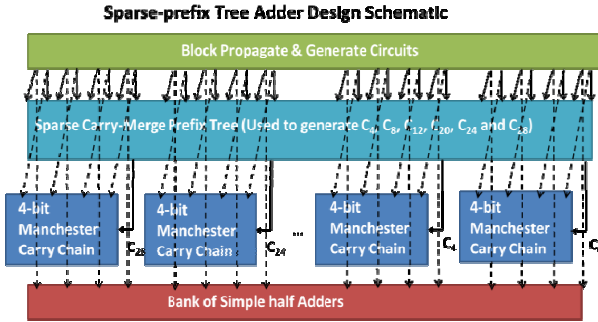 Sparse-prefix Tree Adder Design Schematic
Block Propagate & Generate Circuits
Sparse Carry-Merge Prefix Tree (Used to generate C4, C8, C12, C20, C24 and C28)
4-bit
Manchester
Carry Chain
C28
4-bit
Manchester
Carry Chain
C24
...
4-bit
Manchester
Carry Chain
C4
4-bit
Manchester
Carry Chain
Bank of Simple half Adders